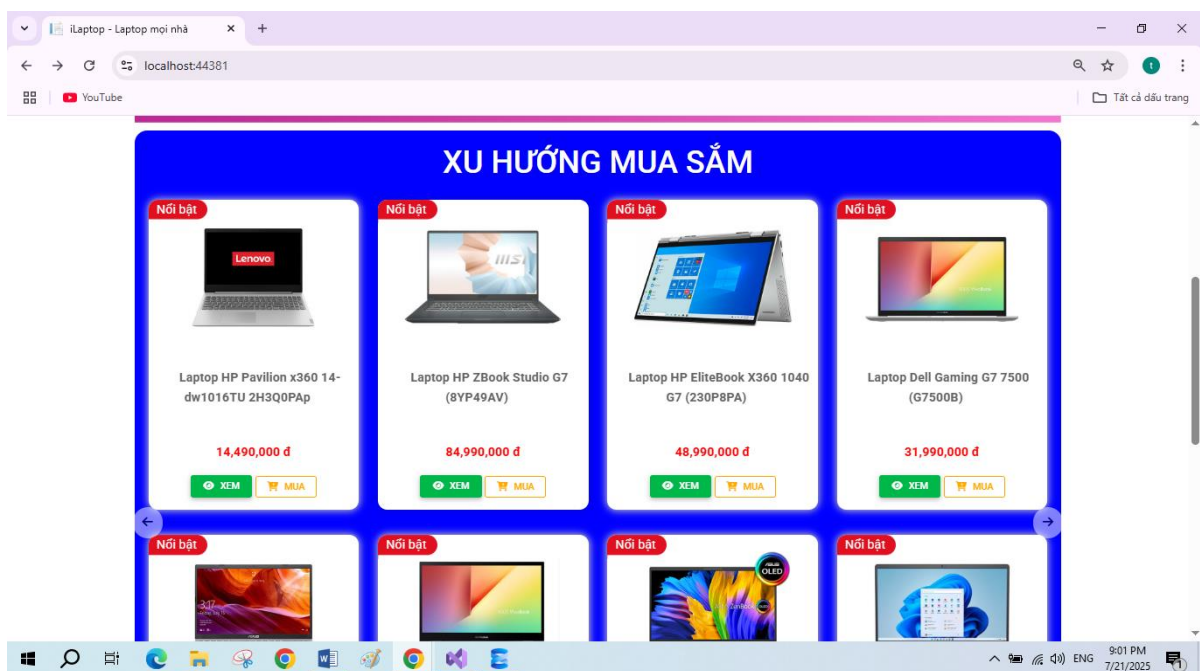 iLaptop - Laptop mọi nhà
localhost:44381
YouTube
Tất cả dấu trang
XU HƯỚNG MUA SẮM
Nổi bật Nổi bật Nổi bật Nổi bật
Lenovo
Laptop HP Pavilion x360 14- Laptop HP ZBook Studio G7 Laptop HP EliteBook X360 1040 Laptop Dell Gaming G7 7500
dw1016TU 2H3Q0PAp (8YP49AV) G7 (230P8PA) (G7500B)
14,490,000 đ 84,990,000 đ 48,990,000 đ 31,990,000 đ
XEM MUA XEM MUA XEM MUA XEM MUA
Nổi bật Nổi bật Nổi bật Nổi bật
OLED
3:17
ENG 9:01 PM
7/21/2025